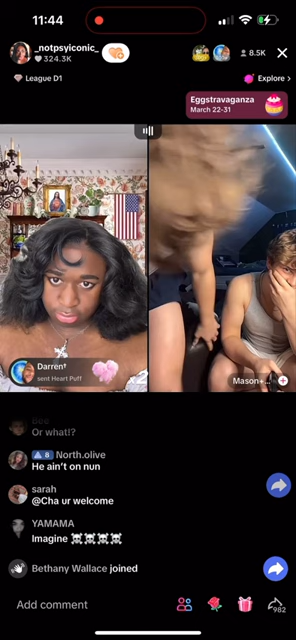 11:44
_notpsyiconic_
324.3K
8.5K
League D1
Explore >
Eggstravaganza
March 22-31
Darren†
sent Heart Puff
Mason+...
Or what!?
8 North.olive
He ain't on nun
sarah
@Cha ur welcome
YAMAMA
Imagine ☠️☠️☠️☠️
Bethany Wallace joined
Add comment
982